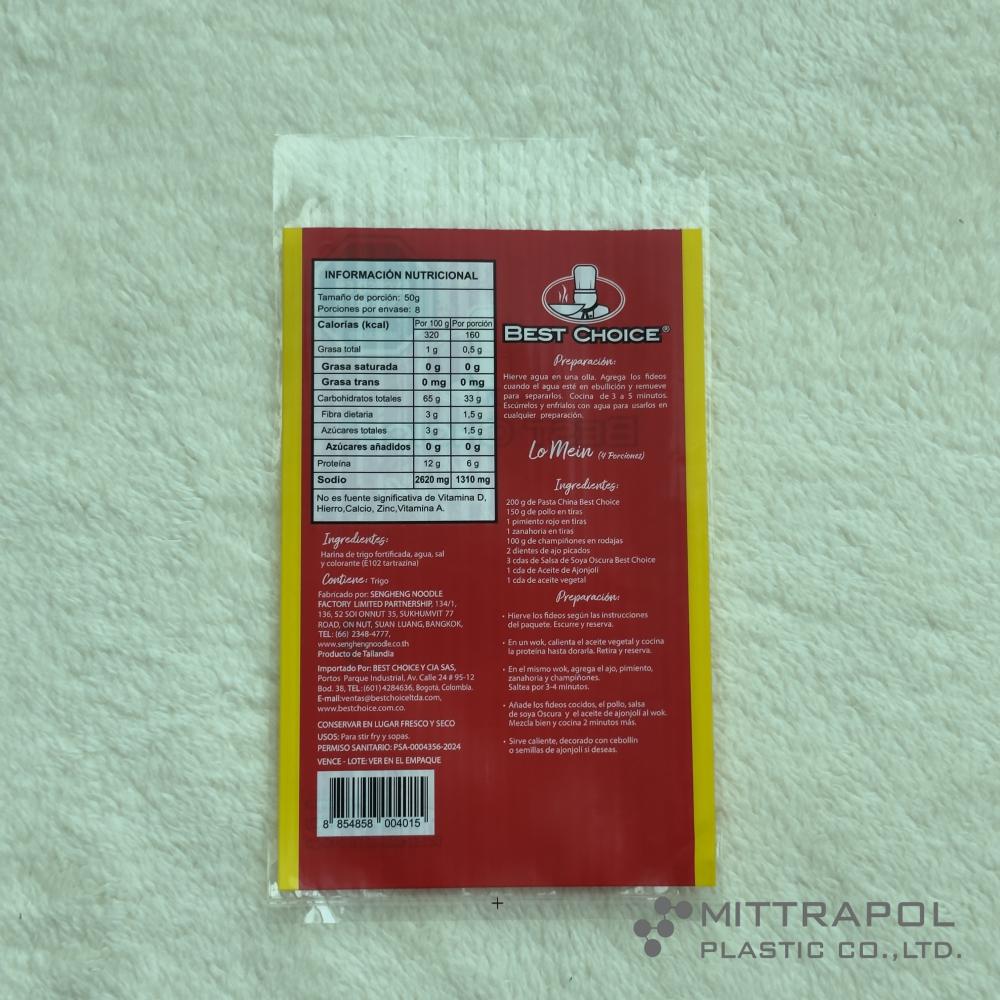 INFORMACIÓN NUTRICIONAL
Tamaño de porción: 50g
Porciones por envase: 8
Calorías (kcal) Por 100 g Por porción
320 160
Grasa total 1 g 0,5 g
Grasa saturada 0 g 0 g
Grasa trans 0 mg 0 mg
Carbohidratos totales 65 g 33 g
Fibra dietaria 3 g 1,5 g
Azúcares totales 3 g 1,5 g
Azúcares añadidos 0 g 0 g
Proteína 12 g 6 g
Sodio 2620 mg 1310 mg
No es fuente significativa de Vitamina D,
Hierro,Calcio, Zinc,Vitamina A.
Ingredientes:
Harina de trigo fortificada, agua, sal
y colorante (E102 tartrazina)
Contiene: Trigo
Fabricado por: SENGHENG NOODLE
FACTORY LIMITED PARTNERSHIP, 134/1,
136, 52 SOI ONNUT 35, SUKHUMVIT 77
ROAD, ON NUT, SUAN LUANG, BANGKOK,
TEL: (66) 2348-4777,
www.senghengnoodle.co.th
Producto de Tailandia
Importado Por: BEST CHOICE Y CIA SAS,
Portos Parque Industrial, Av. Calle 24 # 95-12
Bod. 38, TEL:(601) 4284636, Bogotá, Colombia.
E-mail:ventas@bestchoiceltda.com,
www.bestchoice.com.co.
CONSERVAR EN LUGAR FRESCO Y SECO
USOS: Para stir fry y sopas.
PERMISO SANITARIO: PSA-0004356-2024
VENCE - LOTE: VER EN EL EMPAQUE
8 854858 004015
BEST CHOICE®
Preparación:
Hierve agua en una olla. Agrega los fideos
cuando el agua esté en ebullición y remueve
para separarlos. Cocina de 3 a 5 minutos.
Escúrrelos y enfríalos con agua para usarlos en
cualquier preparación.
Lo Mein (4 Porciones)
Ingredientes:
200 g de Pasta China Best Choice
150 g de pollo en tiras
1 pimiento rojo en tiras
1 zanahoria en tiras
100 g de champiñones en rodajas
2 dientes de ajo picados
3 cdas de Salsa de Soya Oscura Best Choice
1 cda de Aceite de Ajonjolí
1 cda de aceite vegetal
Preparación:
• Hierve los fideos según las instrucciones
del paquete. Escurre y reserva.
• En un wok, calienta el aceite vegetal y cocina
la proteína hasta dorarla. Retira y reserva.
• En el mismo wok, agrega el ajo, pimiento,
zanahoria y champiñones.
Saltea por 3-4 minutos.
• Añade los fideos cocidos, el pollo, salsa
de soya Oscura y el aceite de ajonjolí al wok.
Mezcla bien y cocina 2 minutos más.
• Sirve caliente, decorado con cebollín
o semillas de ajonjolí si deseas.
MITTRAPOL
PLASTIC CO.,LTD.